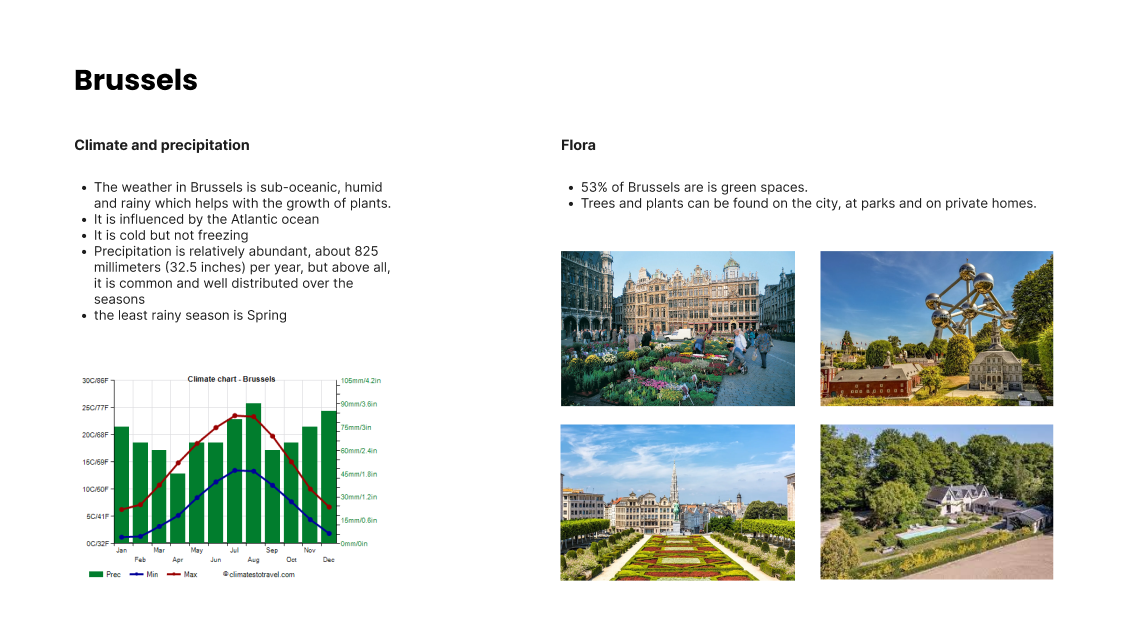 Brussels
Climate and precipitation
• The weather in Brussels is sub-oceanic, humid
and rainy which helps with the growth of plants.
• It is influenced by the Atlantic ocean
• It is cold but not freezing
• Precipitation is relatively abundant, about 825
millimeters (32.5 inches) per year, but above all,
it is common and well distributed over the
seasons
• the least rainy season is Spring
Flora
• 53% of Brussels are is green spaces.
• Trees and plants can be found on the city, at parks and on private homes.
Climate chart - Brussels
30C/86F
25C/77F
20C/68F
15C/59F
10C/50F
5C/41F
0C/32F
105mm/4.2in
90mm/3.6in
75mm/3in
60mm/2.4in
45mm/1.8in
30mm/1.2in
15mm/0.6in
0mm/0in
Jan Feb Mar Apr May Jun Jul Aug Sep Oct Nov Dec
Prec Min Max ©climatestotravel.com